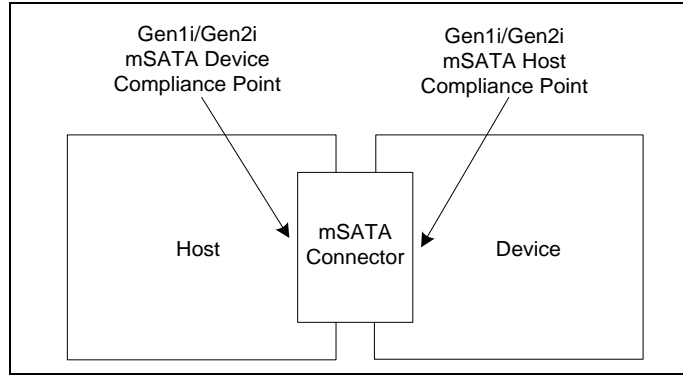 Gen1i/Gen2i
mSATA Device
Compliance Point
Gen1i/Gen2i
mSATA Host
Compliance Point
Host
mSATA
Connector
Device